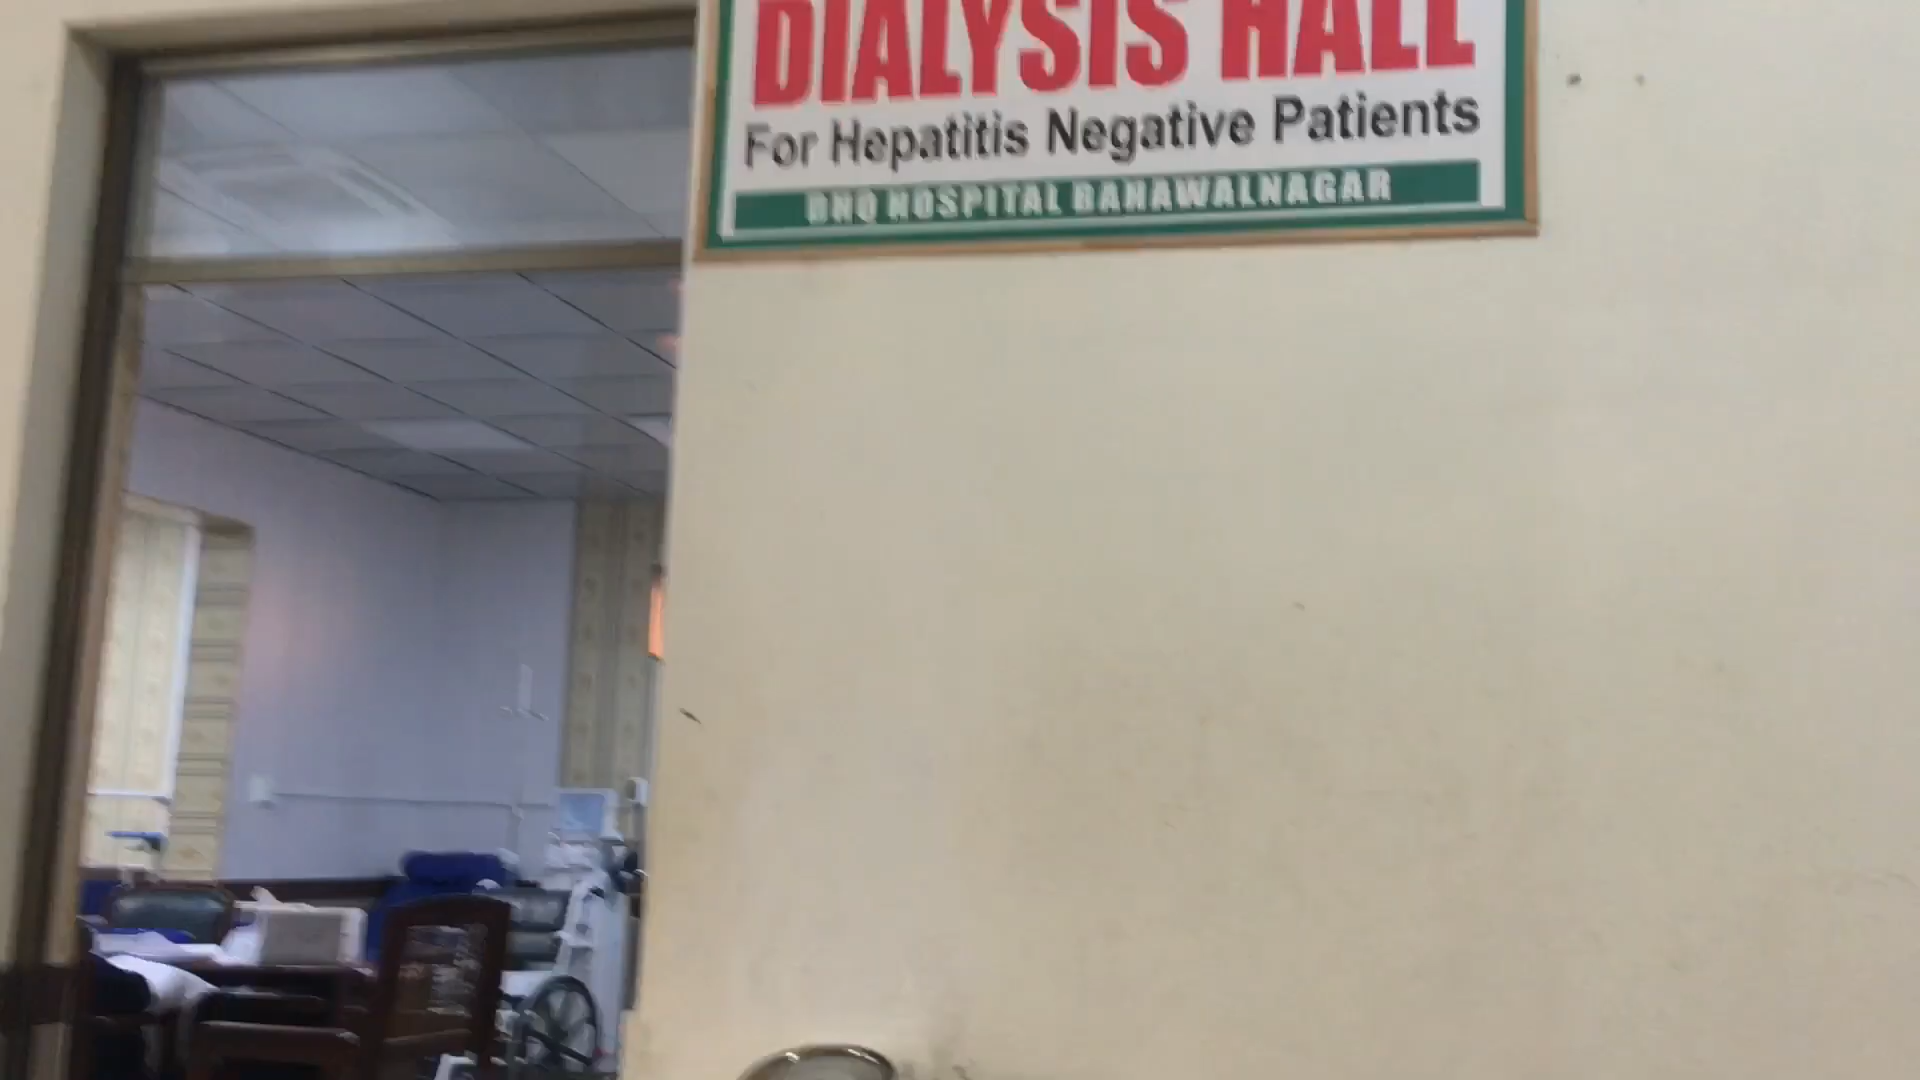 DIALYSIS HALL
For Hepatitis Negative Patients
DHQ HOSPITAL BAHAWALNAGAR